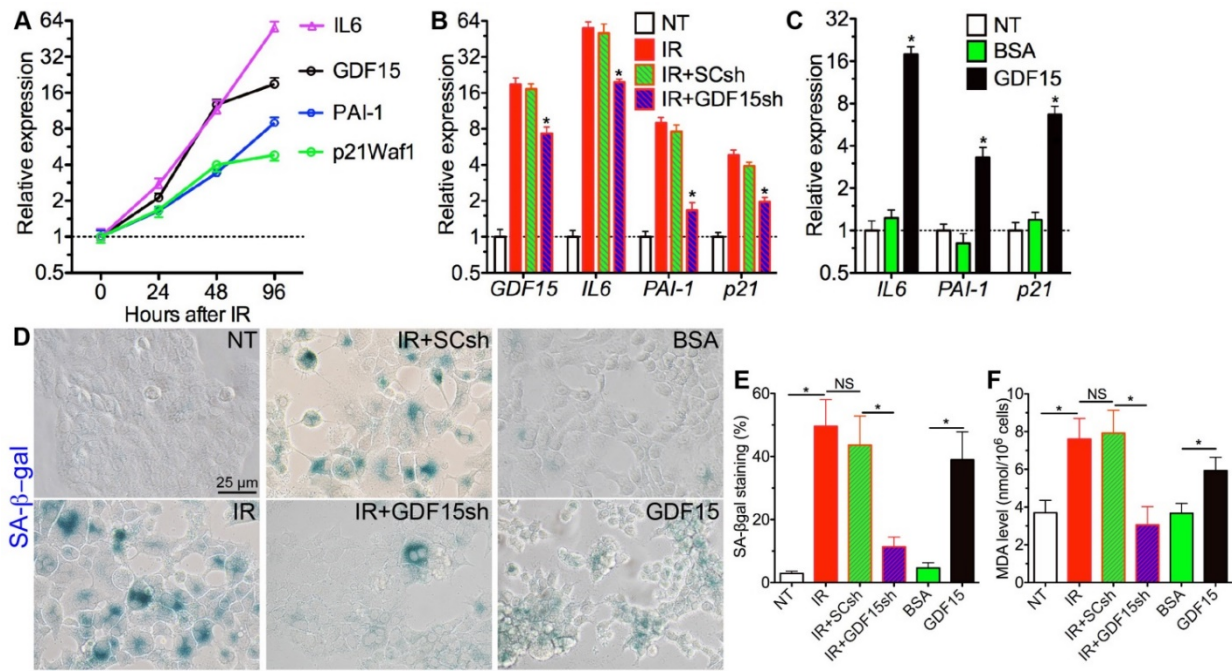 A
Relative expression
64
32
16
8
4
2
1
0.5
0
24
48
96
Hours after IR
IL6
GDF15
PAI-1
p21Waf1
B
Relative expression
64
32
16
8
4
2
1
0.5
NT
IR
IR+SCsh
IR+GDF15sh
*
*
*
*
GDF15
IL6
PAI-1
p21
C
Relative expression
32
16
8
4
2
1
0.5
NT
BSA
GDF15
*
*
*
IL6
PAI-1
p21
D
SA-β-gal
NT
25 µm
IR+SCsh
BSA
IR
IR+GDF15sh
GDF15
E
SA-βgal staining (%)
60
40
20
0
*
NS
*
*
NT
IR
IR+SCsh
IR+GDF15sh
BSA
GDF15
F
MDA level (nmol/10⁶ cells)
10
8
6
4
2
0
*
NS
*
*
NT
IR
IR+SCsh
IR+GDF15sh
BSA
GDF15